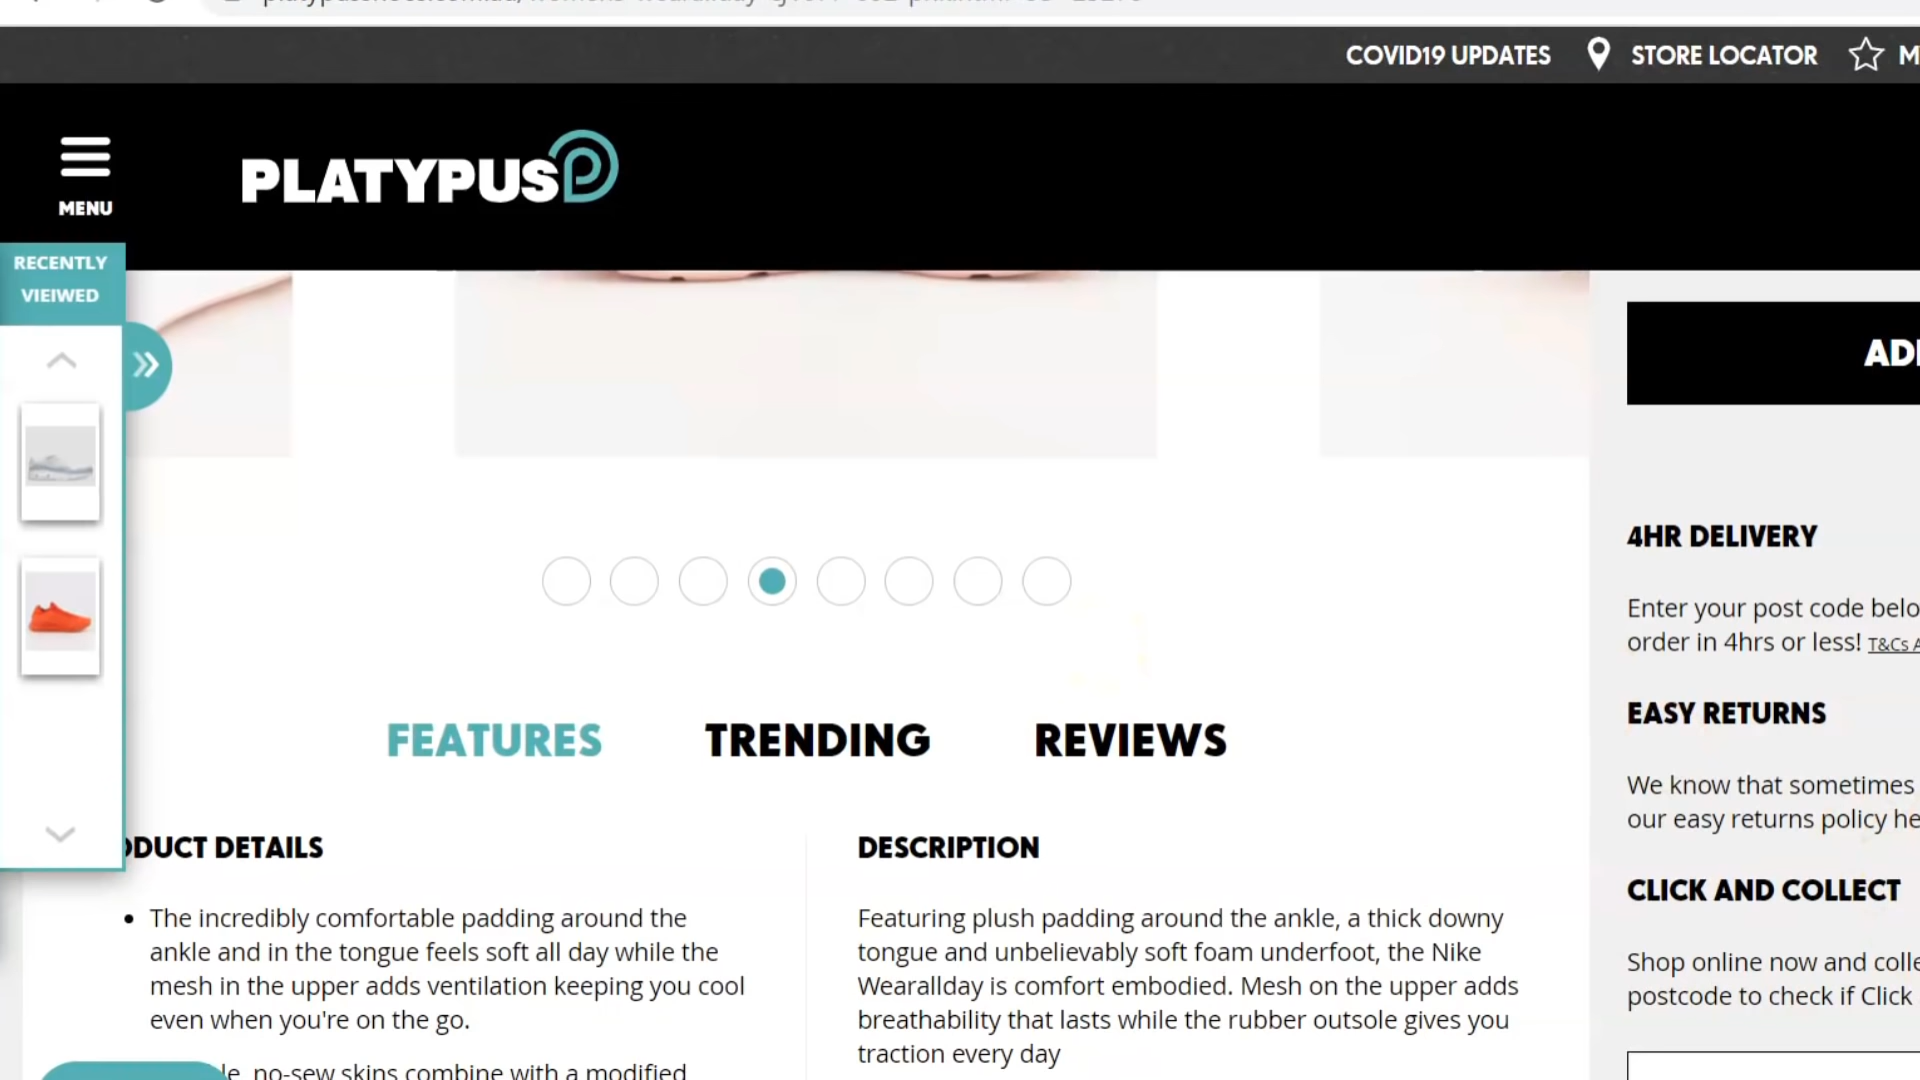 COVID19 UPDATES
STORE LOCATOR
MENU
PLATYPUS
RECENTLY
VIEIWED
4HR DELIVERY
Enter your post code belo
order in 4hrs or less! T&Cs A
EASY RETURNS
We know that sometimes
our easy returns policy he
CLICK AND COLLECT
Shop online now and colle
postcode to check if Click
FEATURES
TRENDING
REVIEWS
ODUCT DETAILS
• The incredibly comfortable padding around the
ankle and in the tongue feels soft all day while the
mesh in the upper adds ventilation keeping you cool
even when you're on the go.
no-sew skins combine with a modified
DESCRIPTION
Featuring plush padding around the ankle, a thick downy
tongue and unbelievably soft foam underfoot, the Nike
Wearallday is comfort embodied. Mesh on the upper adds
breathability that lasts while the rubber outsole gives you
traction every day